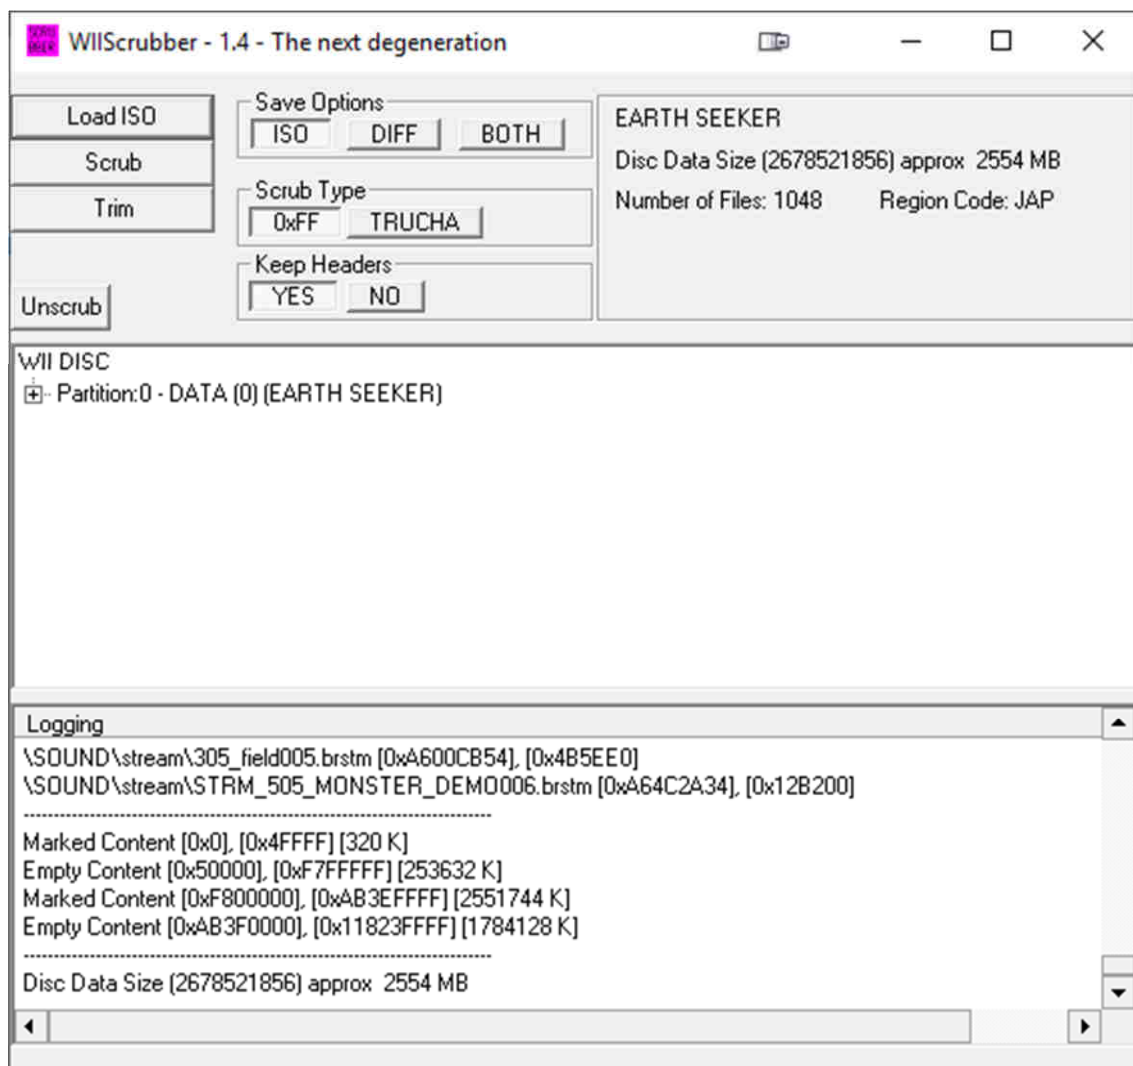 SCRU
BBER
WIIScrubber - 1.4 - The next degeneration
Load ISO
Scrub
Trim
Unscrub
Save Options
ISO DIFF BOTH
Scrub Type
0xFF TRUCHA
Keep Headers
YES NO
EARTH SEEKER
Disc Data Size (2678521856) approx 2554 MB
Number of Files: 1048 Region Code: JAP
WII DISC
Partition:0 - DATA (0) (EARTH SEEKER)
Logging
\SOUND\stream\305_field005.brstm [0xA600CB54], [0x4B5EE0]
\SOUND\stream\STRM_505_MONSTER_DEMO006.brstm [0xA64C2A34], [0x12B200]
------------------------------------------------------------------------------
Marked Content [0x0], [0x4FFFF] [320 K]
Empty Content [0x50000], [0xF7FFFFF] [253632 K]
Marked Content [0xF800000], [0xAB3EFFFF] [2551744 K]
Empty Content [0xAB3F0000], [0x11823FFFF] [1784128 K]
------------------------------------------------------------------------------
Disc Data Size (2678521856) approx 2554 MB